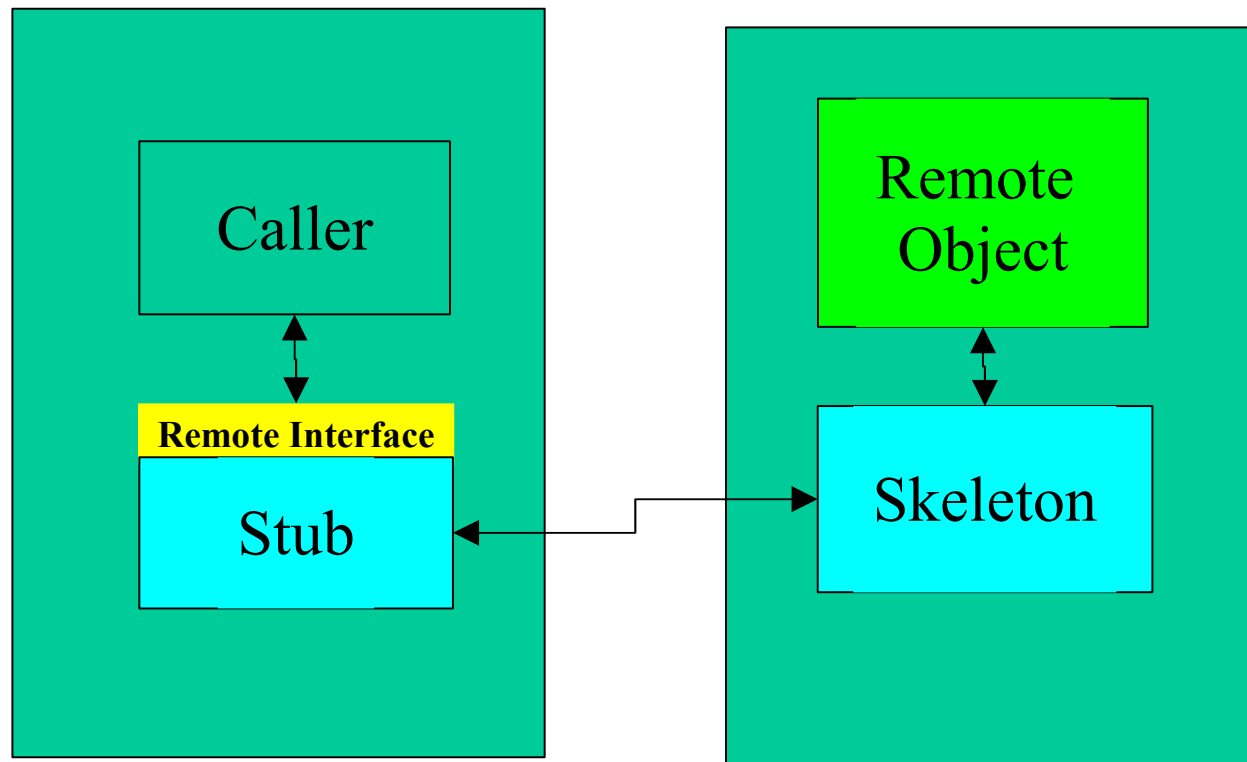 Caller
Remote Interface
Stub
Remote
Object
Skeleton